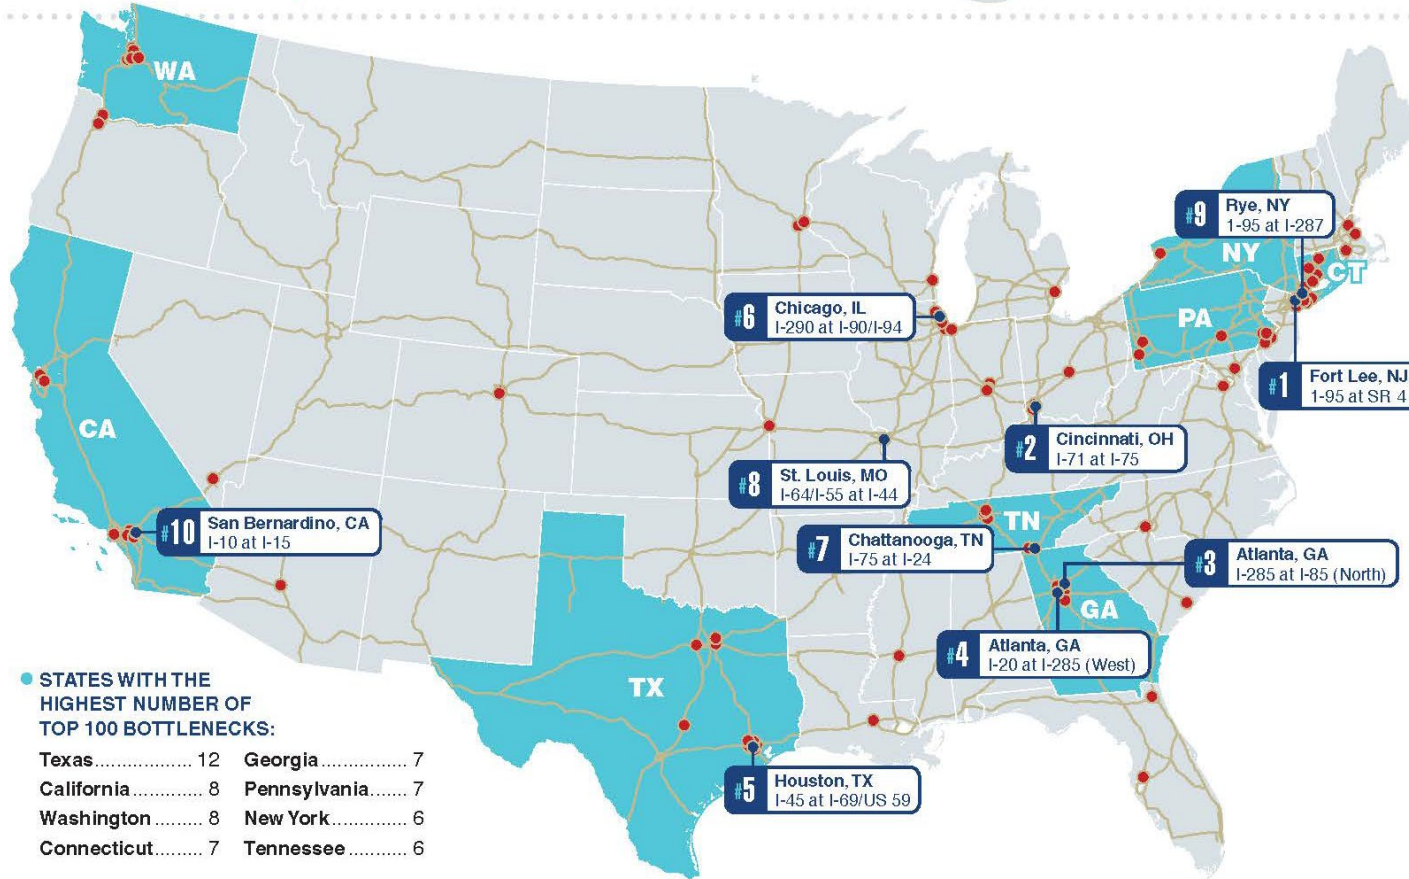 WA
#9 Rye, NY
1-95 at I-287
NY
CT
#6 Chicago, IL
I-290 at I-90/I-94
PA
#1 Fort Lee, NJ
1-95 at SR 4
CA
#2 Cincinnati, OH
I-71 at I-75
#8 St. Louis, MO
I-64/I-55 at I-44
#10 San Bernardino, CA
I-10 at I-15
TN
#7 Chattanooga, TN
I-75 at I-24
#3 Atlanta, GA
I-285 at I-85 (North)
GA
#4 Atlanta, GA
I-20 at I-285 (West)
TX
#5 Houston, TX
I-45 at I-69/US 59
STATES WITH THE
HIGHEST NUMBER OF
TOP 100 BOTTLENECKS:
Texas.................. 12 Georgia................ 7
California............. 8 Pennsylvania....... 7
Washington ......... 8 New York.............. 6
Connecticut......... 7 Tennessee ........... 6